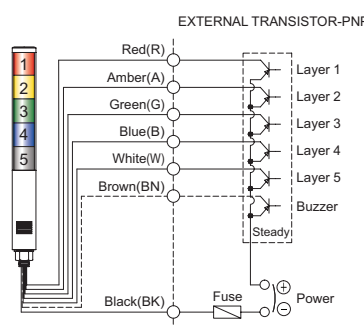 EXTERNAL TRANSISTOR-PNP
Red(R)
Layer 1
Amber(A)
Layer 2
Green(G)
Layer 3
Blue(B)
Layer 4
White(W)
Layer 5
Brown(BN)
Buzzer
Steady
1
2
3
4
5
Black(BK)
Fuse
+
Power
−